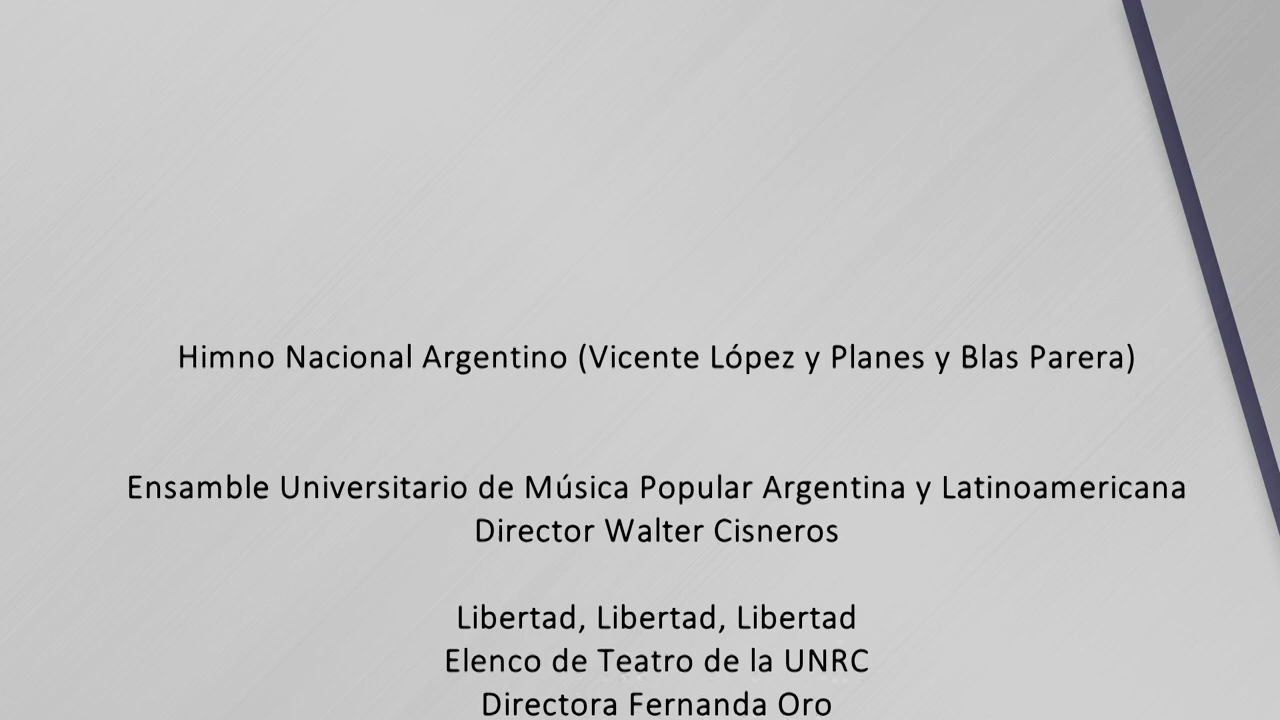 Himno Nacional Argentino (Vicente López y Planes y Blas Parera)
Ensamble Universitario de Música Popular Argentina y Latinoamericana
Director Walter Cisneros
Libertad, Libertad, Libertad
Elenco de Teatro de la UNRC
Directora Fernanda Oro